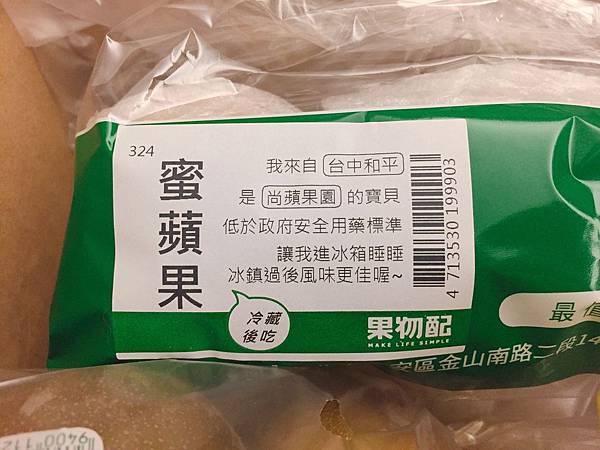 324
蜜蘋果
我來自 台中和平
是 尚蘋果園 的寶貝
低於政府安全用藥標準
讓我進冰箱睡睡
冰鎮過後風味更佳喔~
冷藏
後吃
果物配
MAKE LIFE SIMPLE
4 713530 199903
最值
區金山南路二段14
9400 112